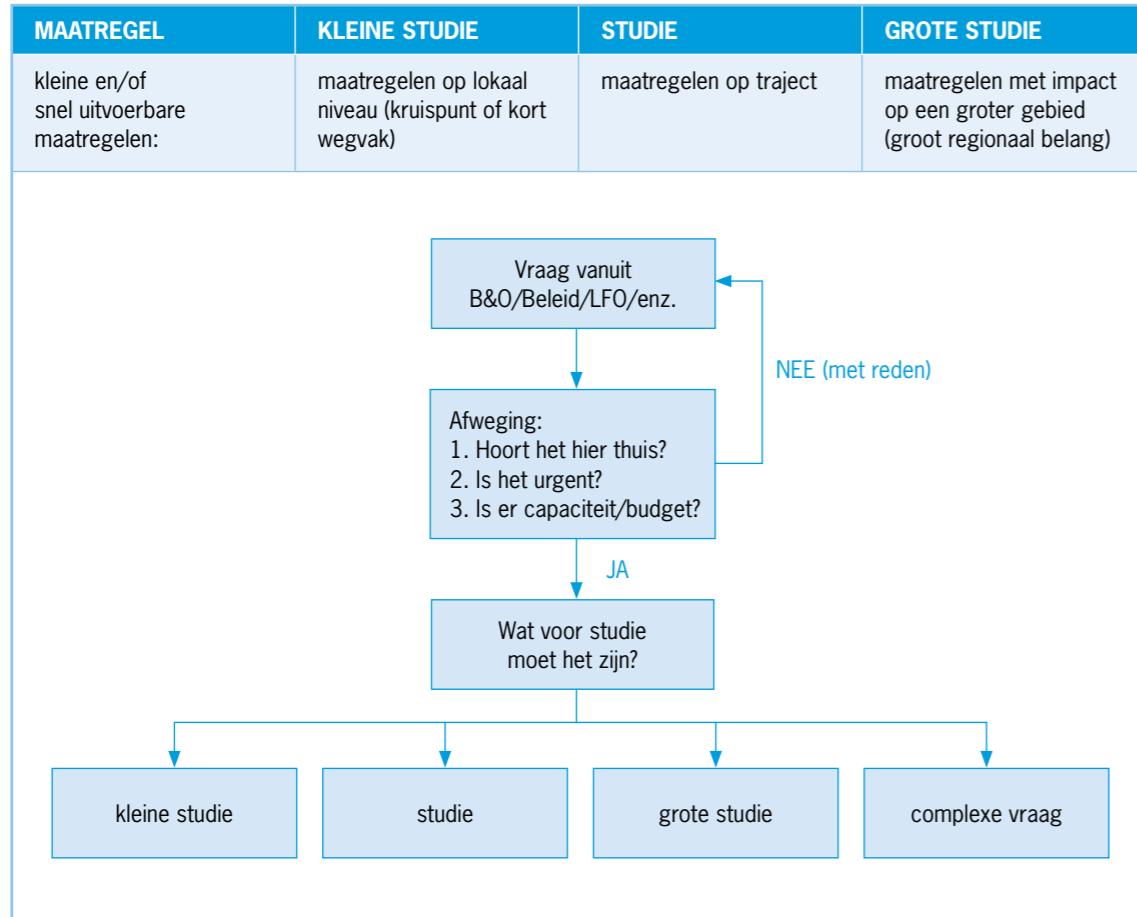 MAATREGEL
KLEINE STUDIE
STUDIE
GROTE STUDIE
kleine en/of
snel uitvoerbare
maatregelen:
maatregelen op lokaal
niveau (kruispunt of kort
wegvak)
maatregelen op traject
maatregelen met impact
op een groter gebied
(groot regionaal belang)
Vraag vanuit
B&O/Beleid/LFO/enz.
NEE (met reden)
Afweging:
1. Hoort het hier thuis?
2. Is het urgent?
3. Is er capaciteit/budget?
JA
Wat voor studie
moet het zijn?
kleine studie
studie
grote studie
complexe vraag